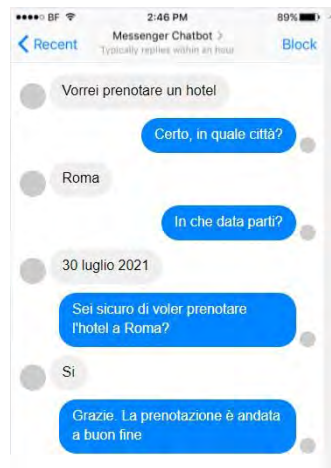 BF 2:46 PM 89%
Recent Messenger Chatbot Block
Typically replies within an hour
Vorrei prenotare un hotel
Certo, in quale città?
Roma
In che data parti?
30 luglio 2021
Sei sicuro di voler prenotare
l'hotel a Roma?
Si
Grazie. La prenotazione è andata
a buon fine